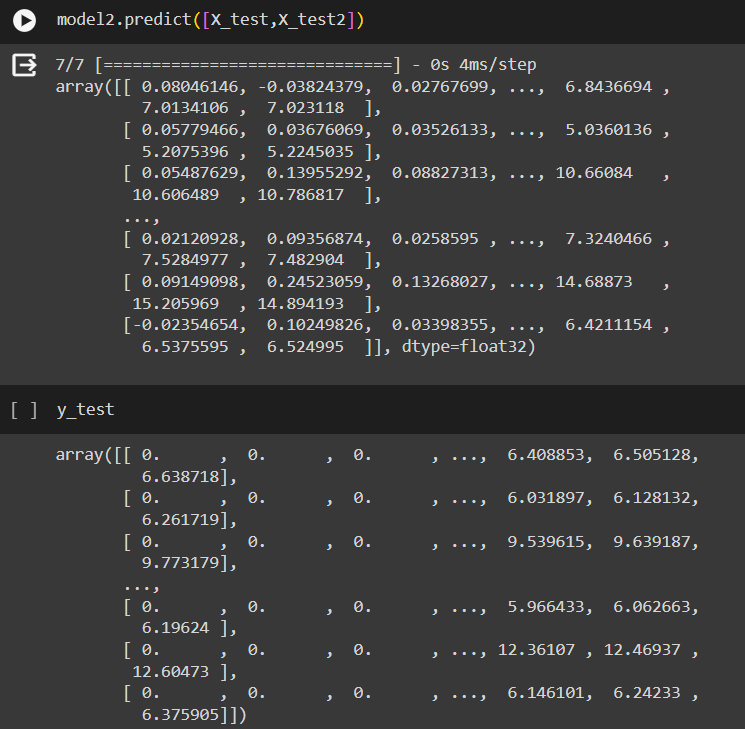 model2.predict([X_test,X_test2])
7/7 [==============================] - 0s 4ms/step
array([[ 0.08046146, -0.03824379,  0.02767699, ...,  6.8436694 ,
         7.0134106 ,  7.023118  ],
       [ 0.05779466,  0.03676069,  0.03526133, ...,  5.0360136 ,
         5.2075396 ,  5.2245035 ],
       [ 0.05487629,  0.13955292,  0.08827313, ..., 10.66084   ,
        10.606489  , 10.786817  ],
       ...,
       [ 0.02120928,  0.09356874,  0.0258595 , ...,  7.3240466 ,
         7.5284977 ,  7.482904  ],
       [ 0.09149098,  0.24523059,  0.13268027, ..., 14.68873   ,
        15.205969  , 14.894193  ],
       [-0.02354654,  0.10249826,  0.03398355, ...,  6.4211154 ,
         6.5375595 ,  6.524995  ]], dtype=float32)
[ ] y_test
array([[ 0.      ,  0.      ,  0.      , ...,  6.408853,  6.505128,
         6.638718],
       [ 0.      ,  0.      ,  0.      , ...,  6.031897,  6.128132,
         6.261719],
       [ 0.      ,  0.      ,  0.      , ...,  9.539615,  9.639187,
         9.773179],
       ...,
       [ 0.      ,  0.      ,  0.      , ...,  5.966433,  6.062663,
         6.19624 ],
       [ 0.      ,  0.      ,  0.      , ..., 12.36107 , 12.46937 ,
        12.60473 ],
       [ 0.      ,  0.      ,  0.      , ...,  6.146101,  6.24233 ,
         6.375905]])